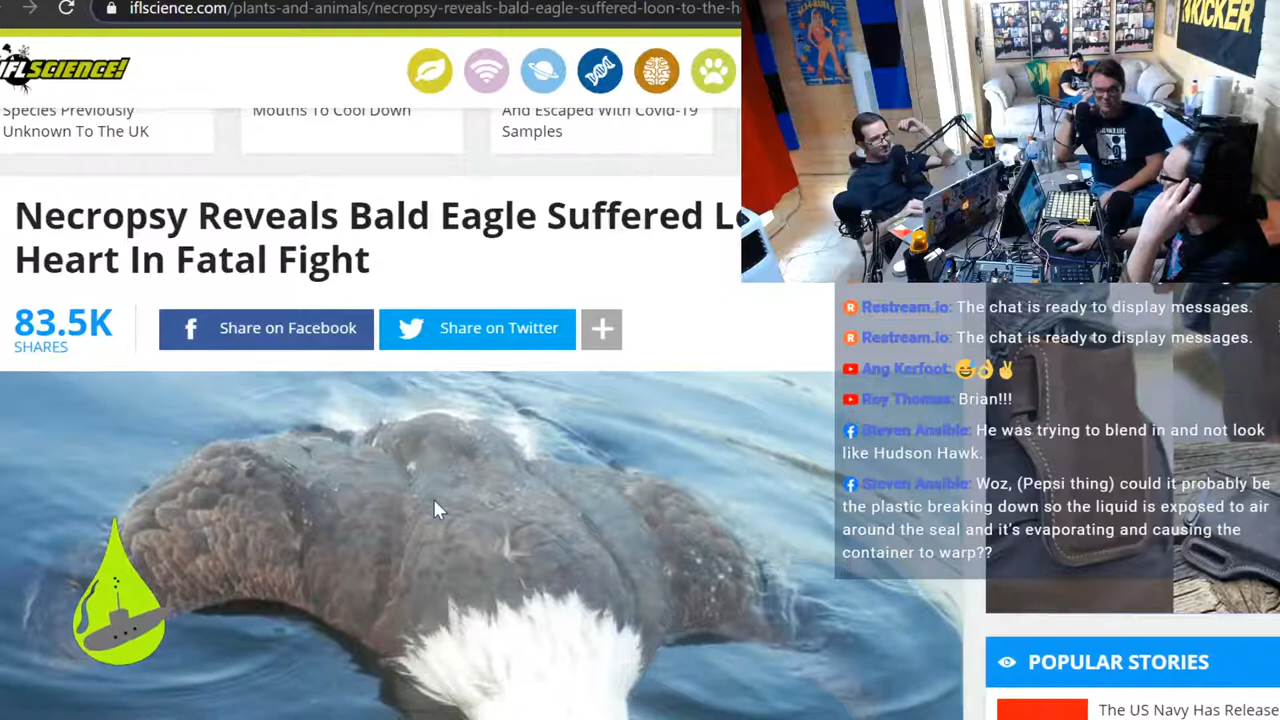 iflscience.com/plants-and-animals/necropsy-reveals-bald-eagle-suffered-loon-to-the-h
IFLSCIENCE!
Species Previously
Unknown To The UK
Mouths To Cool Down
And Escaped With Covid-19
Samples
Necropsy Reveals Bald Eagle Suffered
Heart In Fatal Fight
83.5K
SHARES
Share on Facebook
Share on Twitter
KICKER
Restream.io: The chat is ready to display messages.
Restream.io: The chat is ready to display messages.
Ang Kerfoot: 😅👌✌
Roy Thomas: Brian!!!
Steven Ansible: He was trying to blend in and not look
like Hudson Hawk.
Steven Ansible: Woz, (Pepsi thing) could it probably be
the plastic breaking down so the liquid is exposed to air
around the seal and it's evaporating and causing the
container to warp??
POPULAR STORIES
The US Navy Has Release